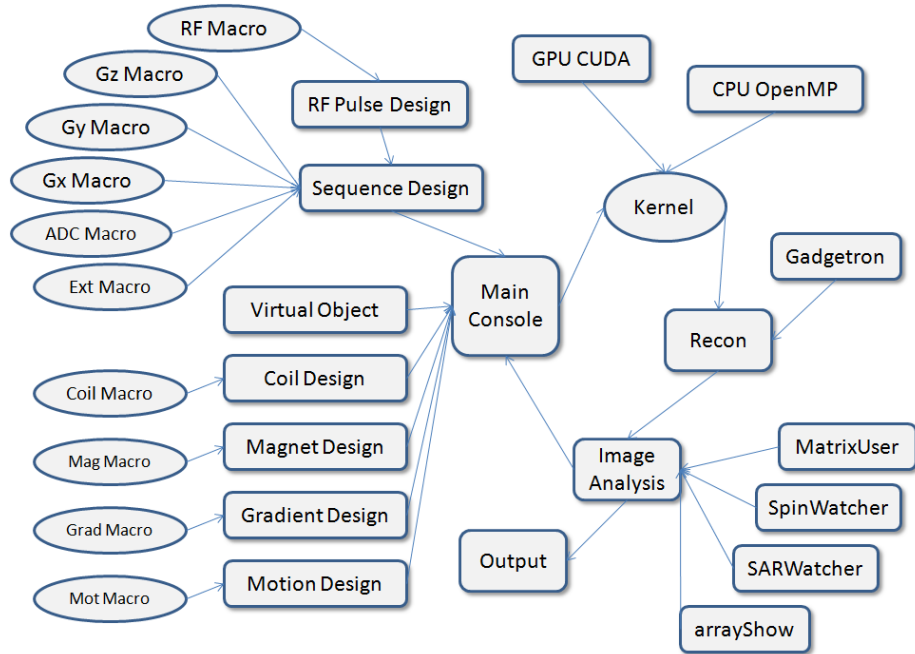 RF Macro
GPU CUDA
Gz Macro
CPU OpenMP
RF Pulse Design
Gy Macro
Gx Macro
Sequence Design
Kernel
ADC Macro
Gadgetron
Ext Macro
Main
Console
Virtual Object
Recon
Coil Design
Coil Macro
Magnet Design
Image
Analysis
MatrixUser
Mag Macro
SpinWatcher
Gradient Design
Grad Macro
Output
SARWatcher
Motion Design
Mot Macro
arrayShow